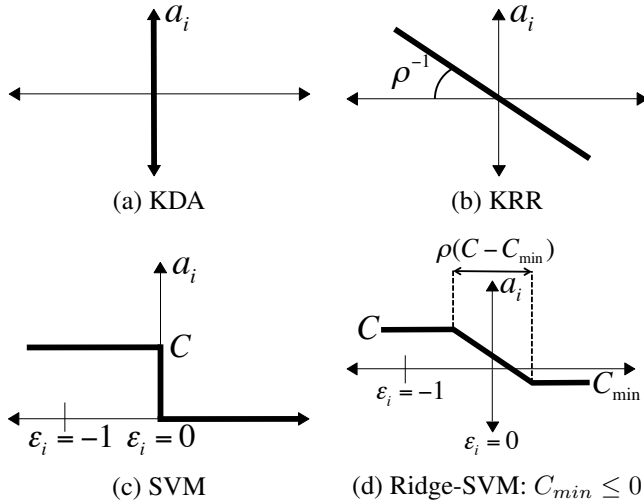 a_i
ρ⁻¹
a_i
(a) KDA
(b) KRR
ρ(C − C_min)
a_i
C
ε_i = −1
ε_i = 0
a_i
C
C_min
ε_i = −1
ε_i = 0
(c) SVM
(d) Ridge-SVM: C_min ≤ 0